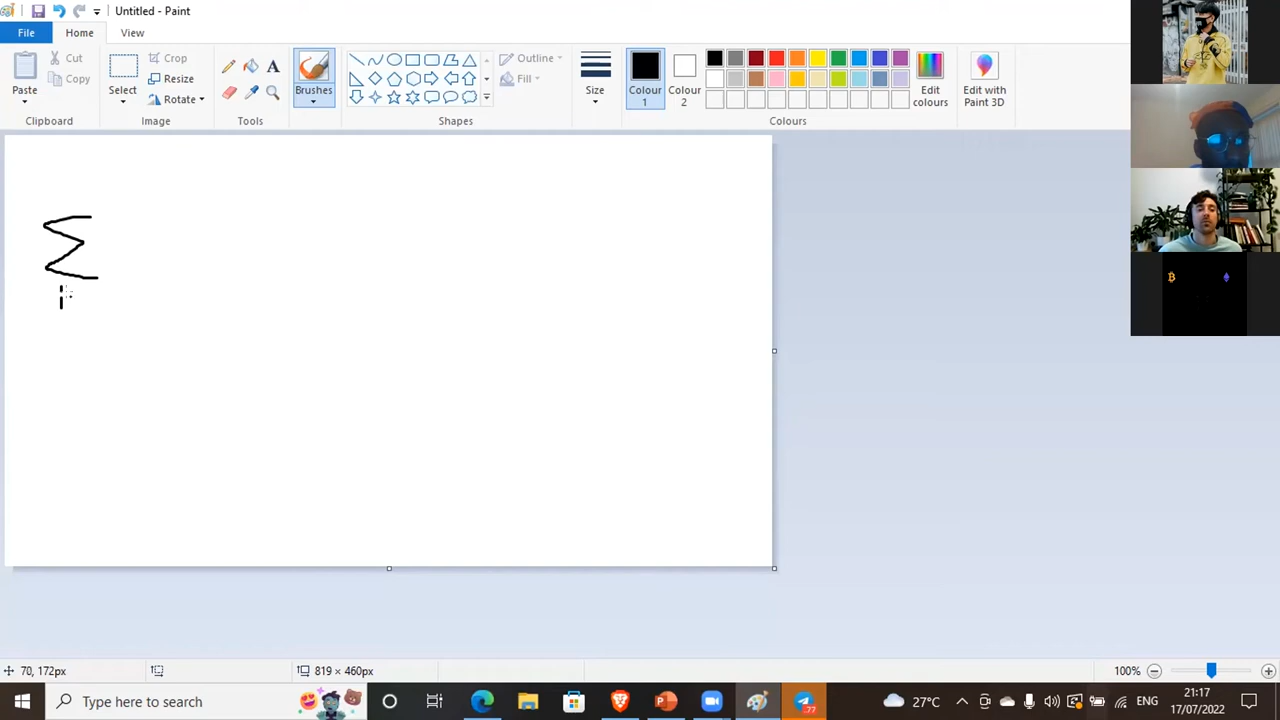 Untitled - Paint
File
Home
View
Paste
Cut
Copy
Clipboard
Select
Crop
Resize
Rotate
Image
Tools
Brushes
Outline
Fill
Shapes
Size
Colour
1
Colour
2
Edit
colours
Colours
Edit with
Paint 3D
Σ
i
70, 172px
819 × 460px
100%
Type here to search
77
27°C
ENG
21:17
17/07/2022